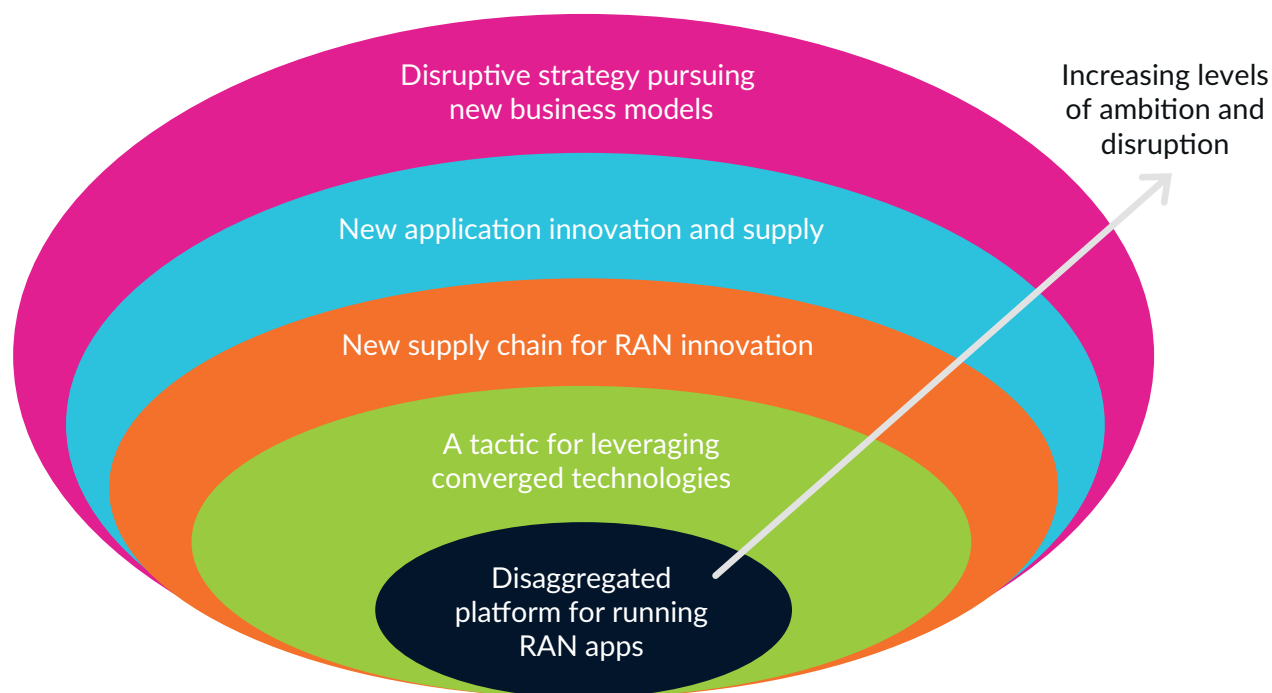 Disruptive strategy pursuing
new business models
Increasing levels
of ambition and
disruption
New application innovation and supply
New supply chain for RAN innovation
A tactic for leveraging
converged technologies
Disaggregated
platform for running
RAN apps